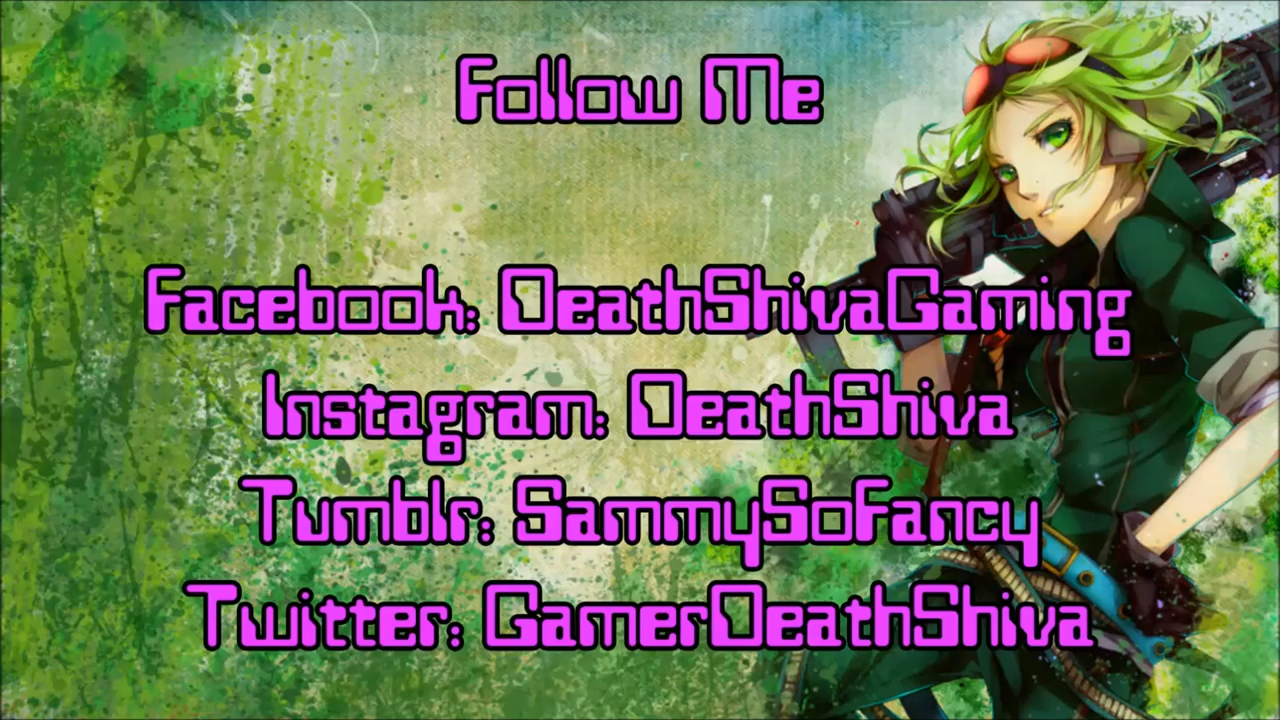 Follow Me
Facebook: DeathShivaGaming
Instagram: DeathShiva
Tumblr: SammySoFancy
Twitter: GamerDeathShiva